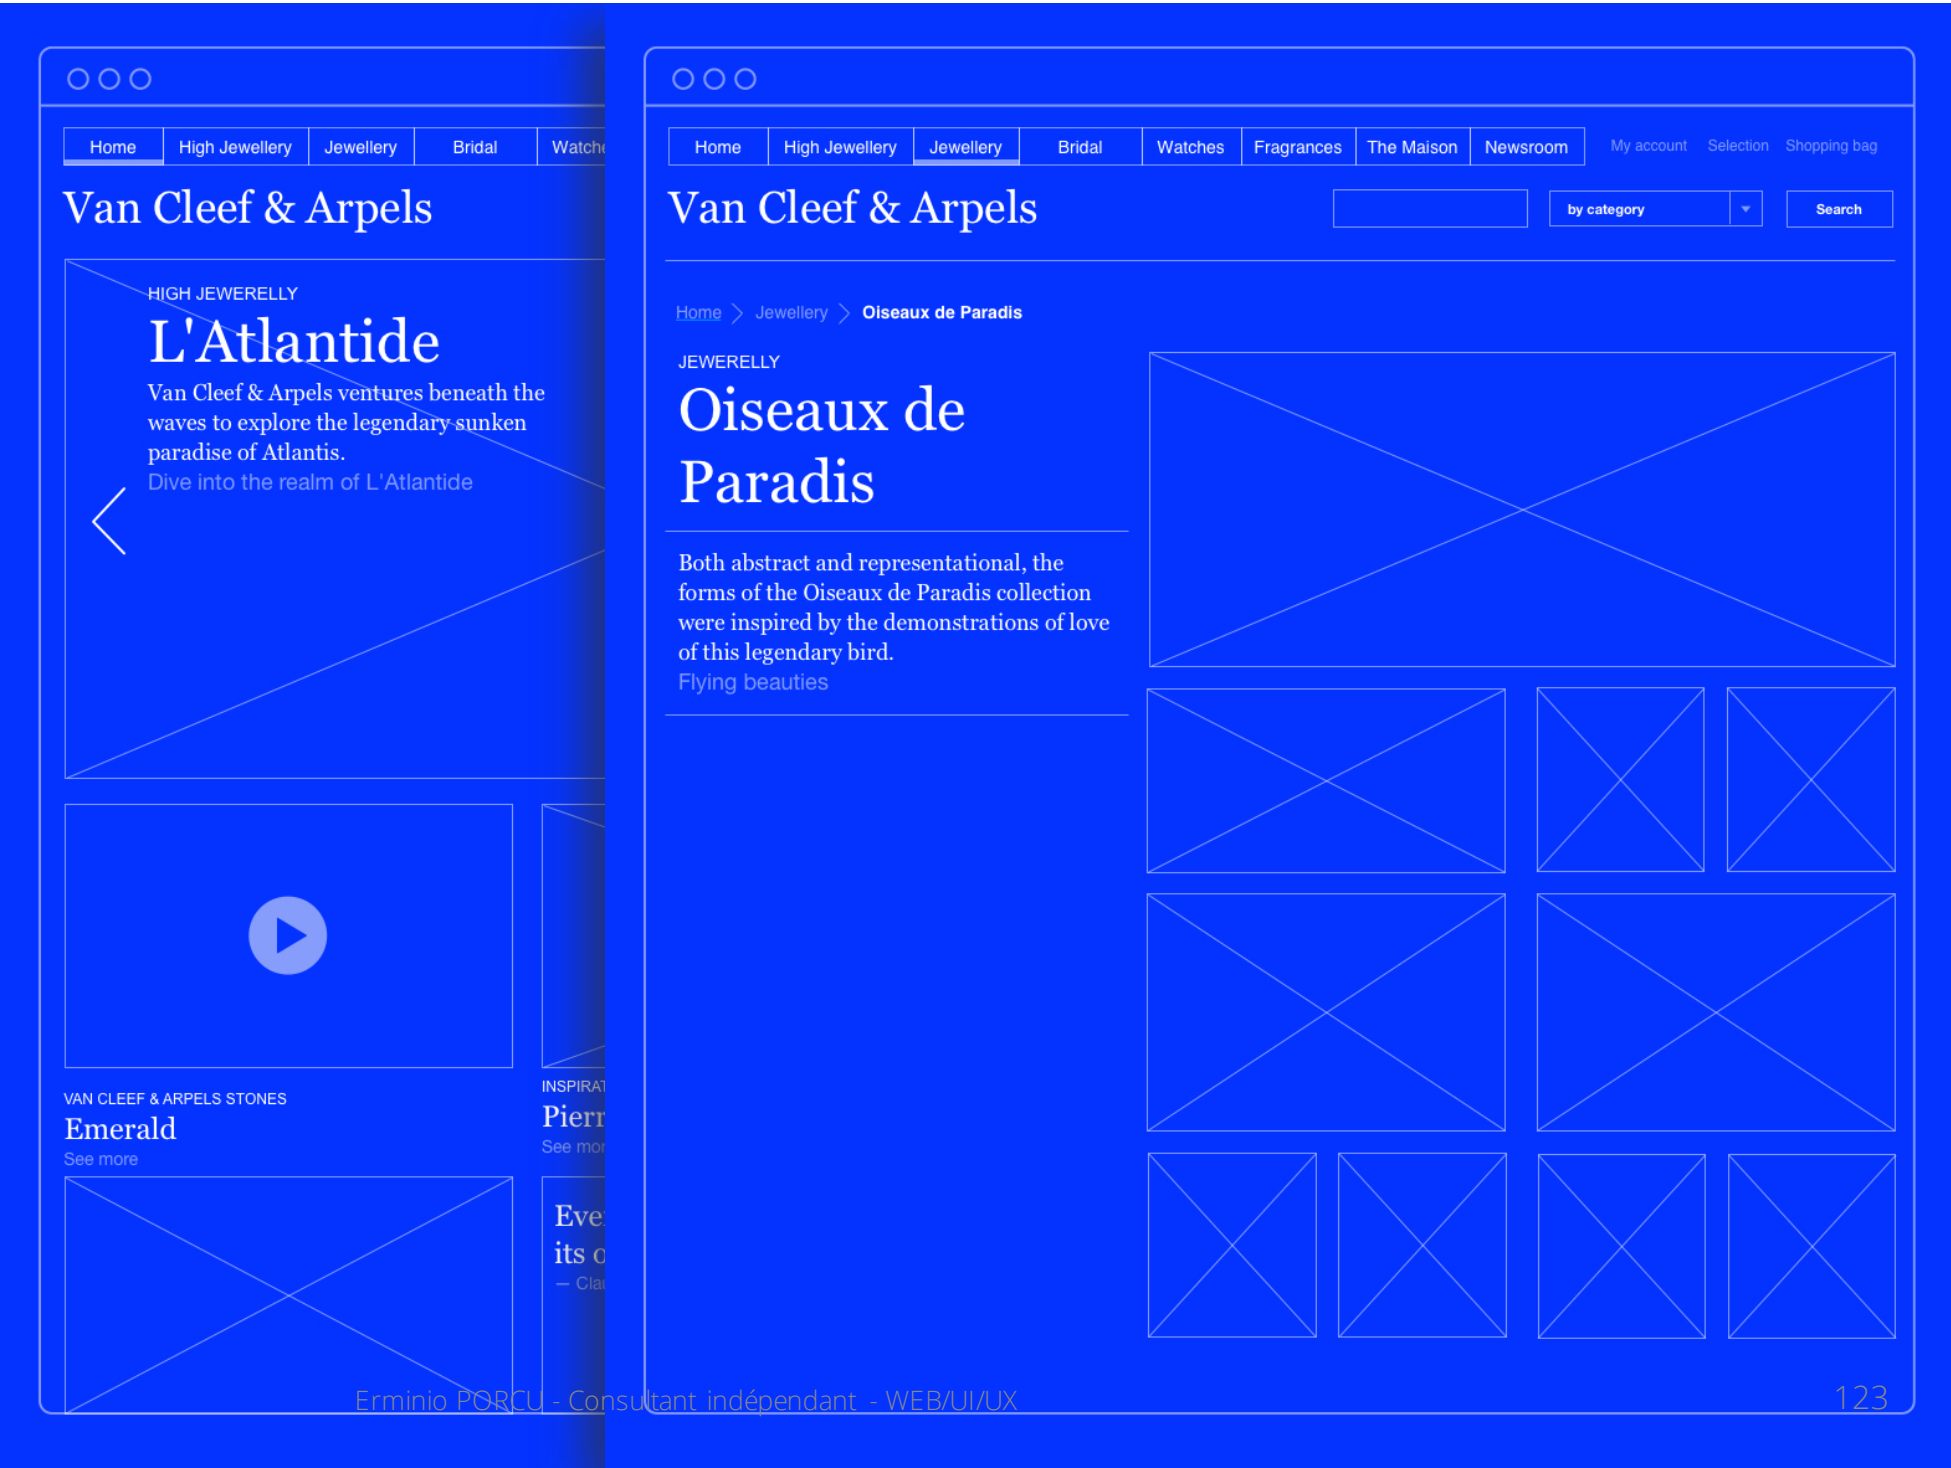 Home High Jewellery Jewellery Bridal
Van Cleef & Arpels
HIGH JEWERELLY
L'Atlantide
Van Cleef & Arpels ventures beneath the
waves to explore the legendary sunken
paradise of Atlantis.
Dive into the realm of L'Atlantide
VAN CLEEF & ARPELS STONES
Emerald
See more
See
its
Home High Jewellery Jewellery Bridal Watches Fragrances The Maison Newsroom My account Selection Shopping bag
Van Cleef & Arpels
by category Search
Home Jewellery Oiseaux de Paradis
JEWERELLY
Oiseaux de
Paradis
Both abstract and representational, the
forms of the Oiseaux de Paradis collection
were inspired by the demonstrations of love
of this legendary bird.
Flying beauties
Erminio PORCU - Consultant indépendant - WEB/UI/UX
123